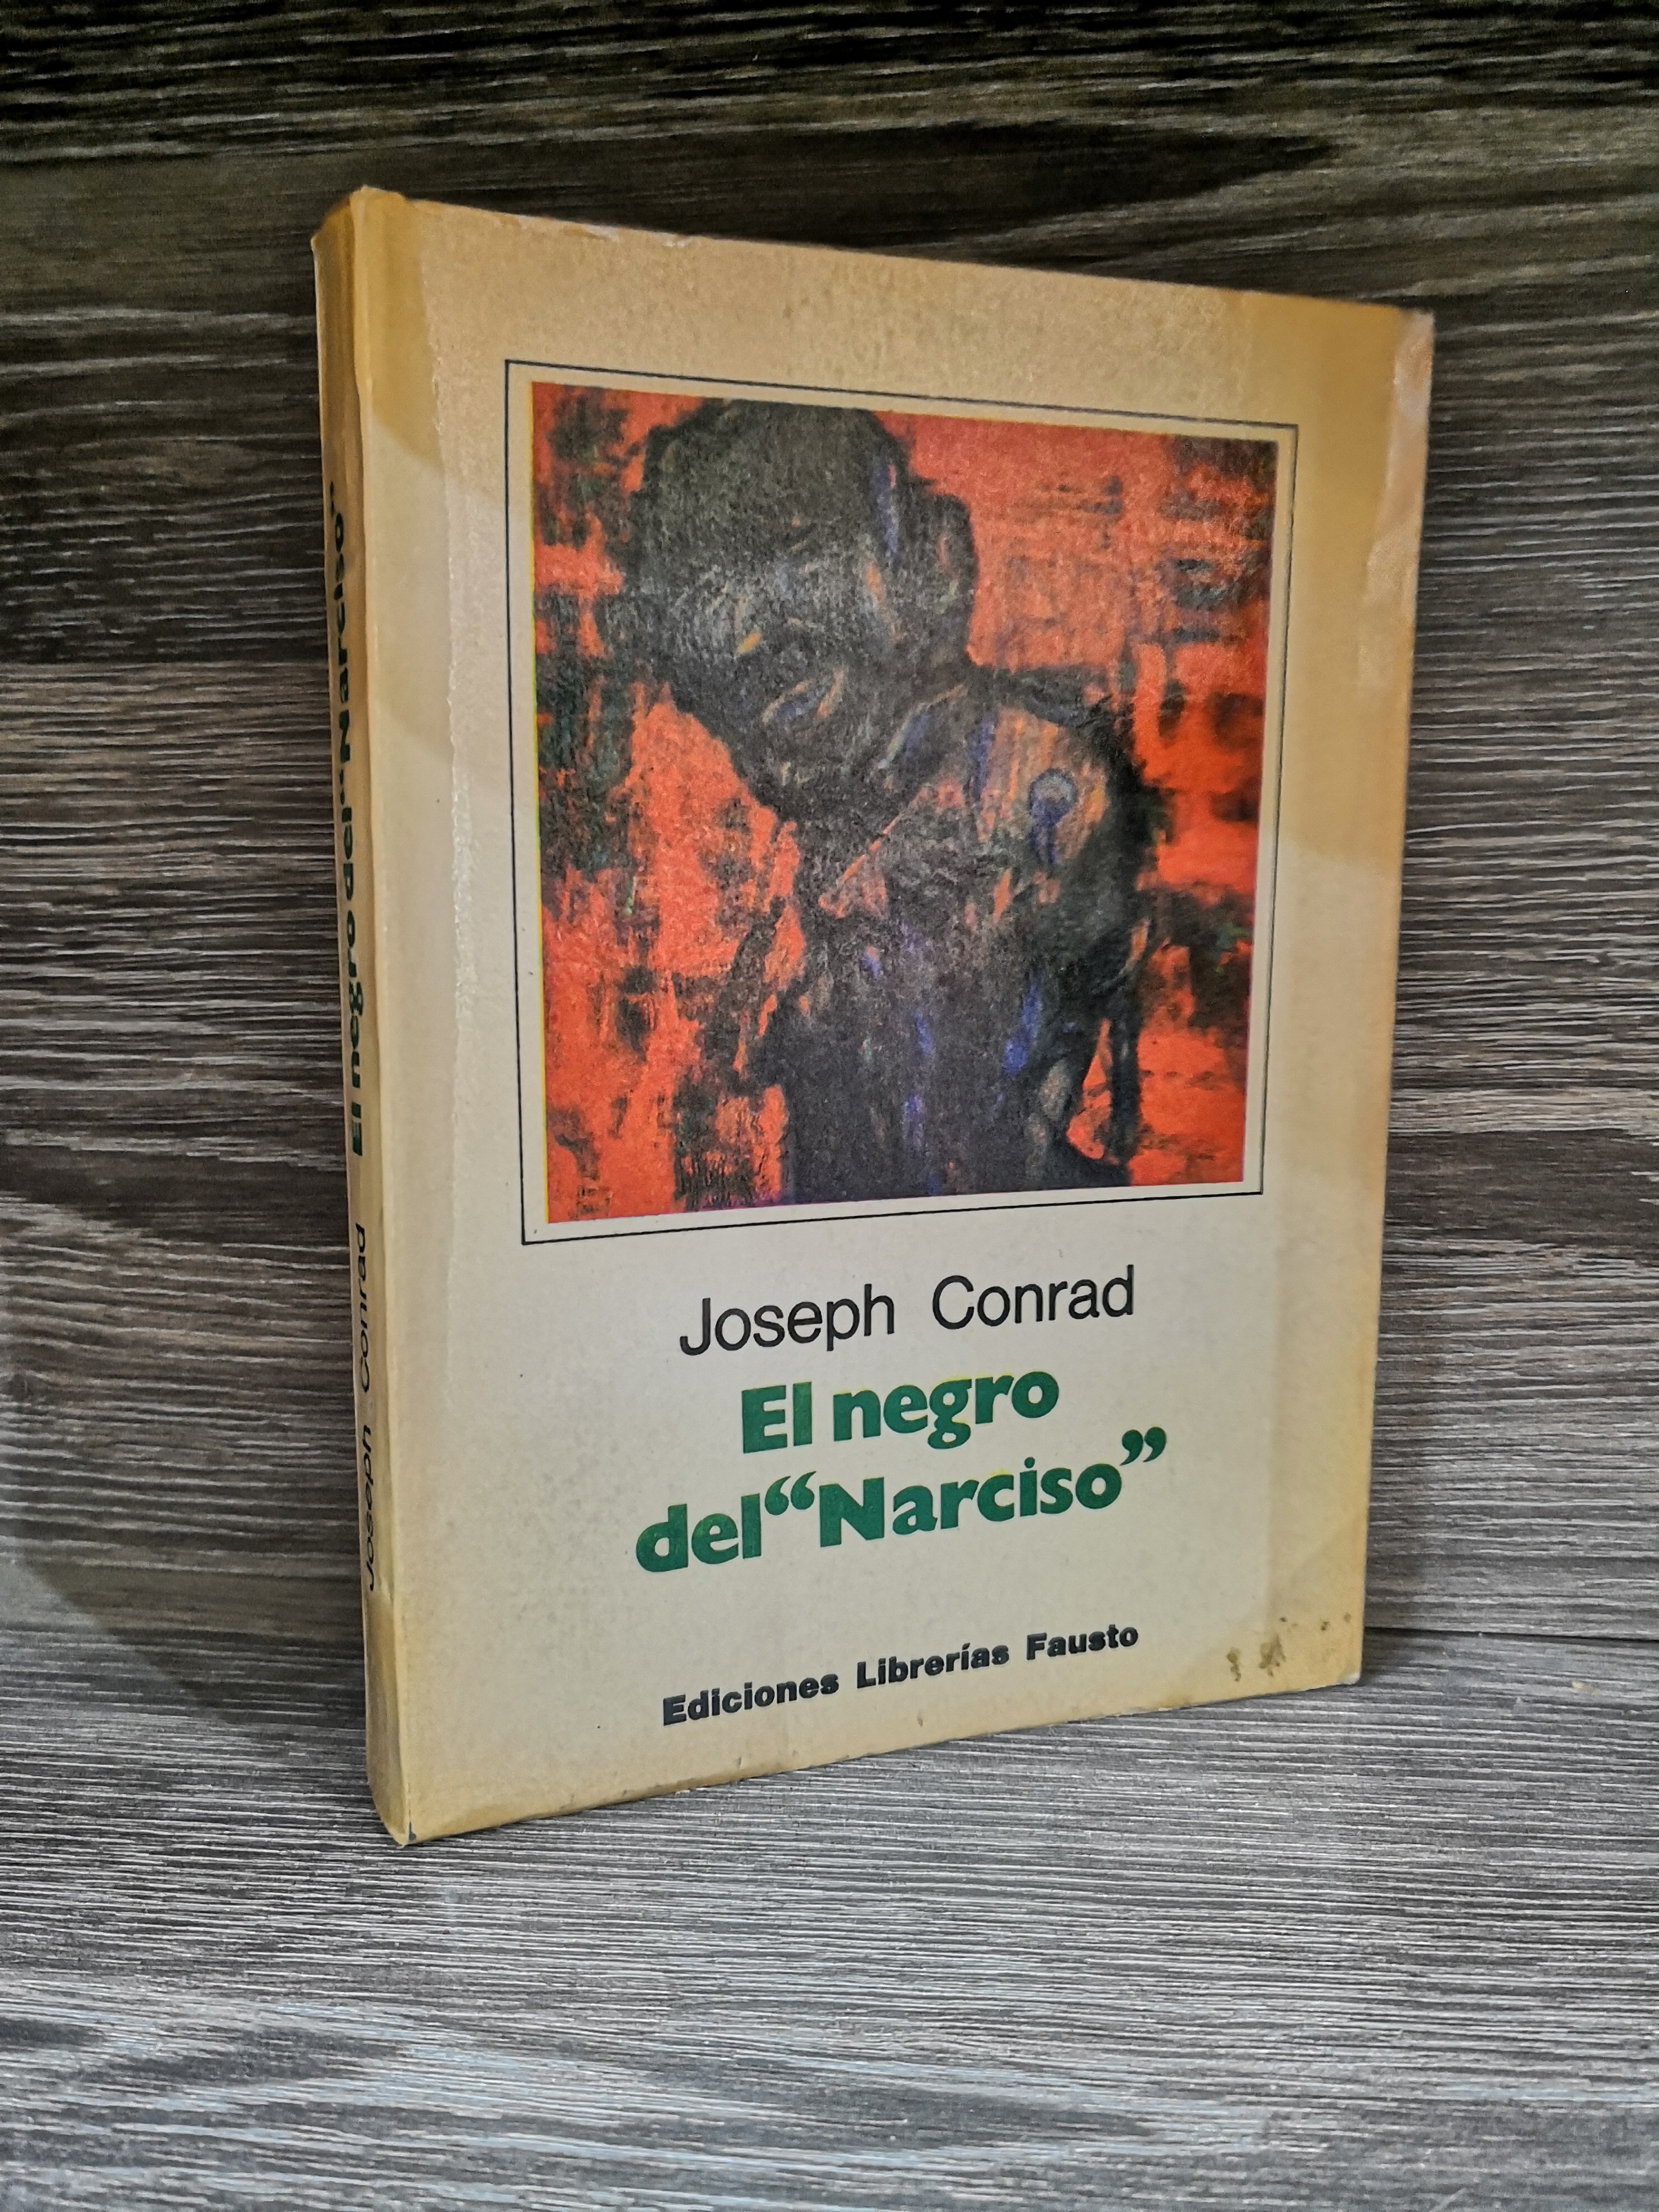 Joseph Conrad
El negro
del “Narciso”
Ediciones Librerías Fausto
Joseph Conrad El negro del “Narciso”